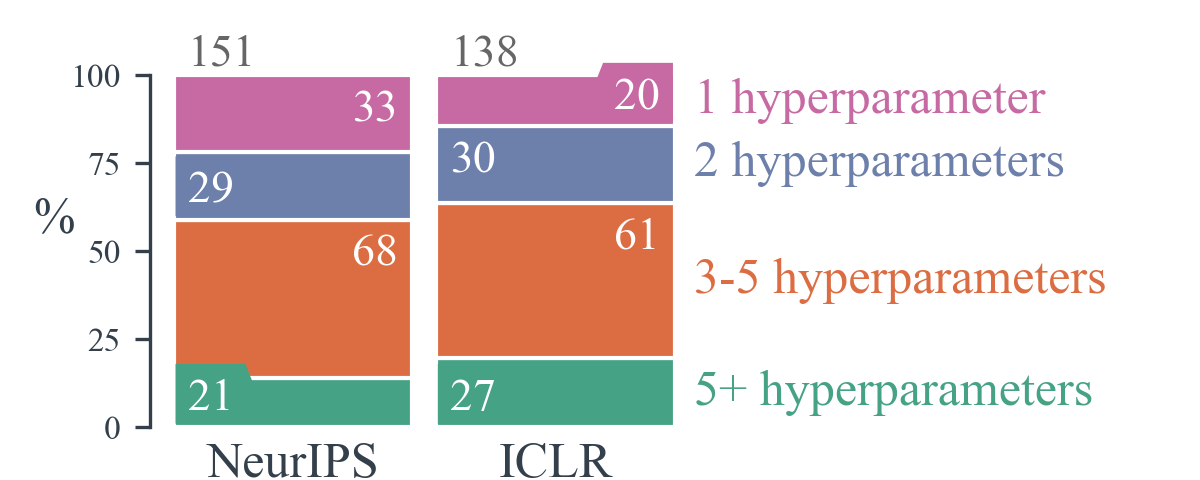 151 138
100
33 20 1 hyperparameter
75
29 30 2 hyperparameters
%
50
68 61 3-5 hyperparameters
25
21 27 5+ hyperparameters
0
NeurIPS ICLR